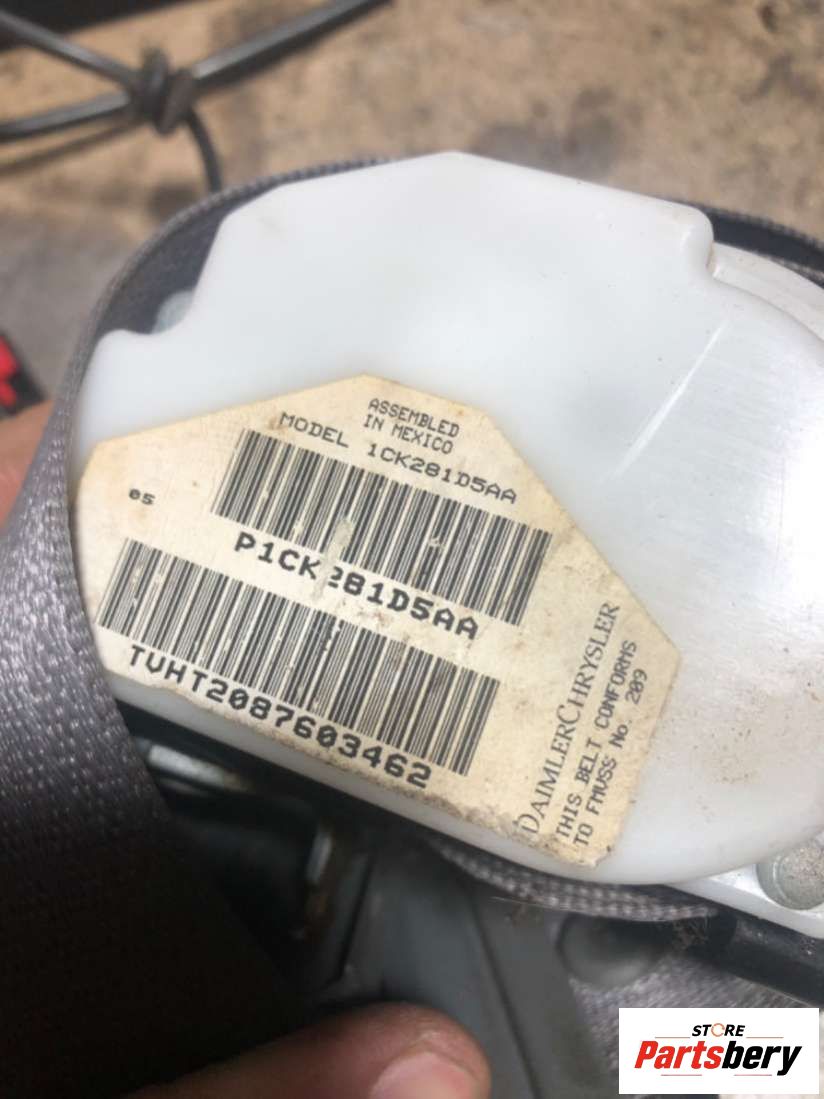 ASSEMBLED
IN MEXICO
MODEL 1CK281D5AA
05
P1CK281D5AA
TVHT2087603462
DAIMLERCHRYSLER
THIS BELT CONFORMS
TO FMVSS No. 209
STORE
Partsbery